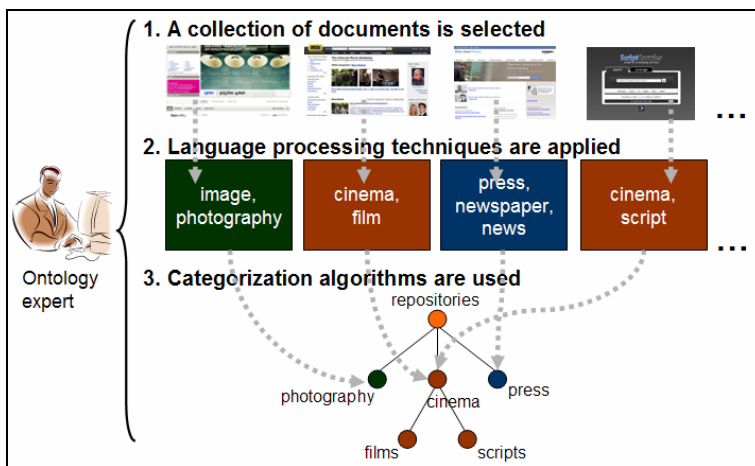 1. A collection of documents is selected
...
2. Language processing techniques are applied
image,
photography
cinema,
film
press,
newspaper,
news
cinema,
script
...
Ontology
expert
3. Categorization algorithms are used
repositories
photography
cinema
press
films
scripts